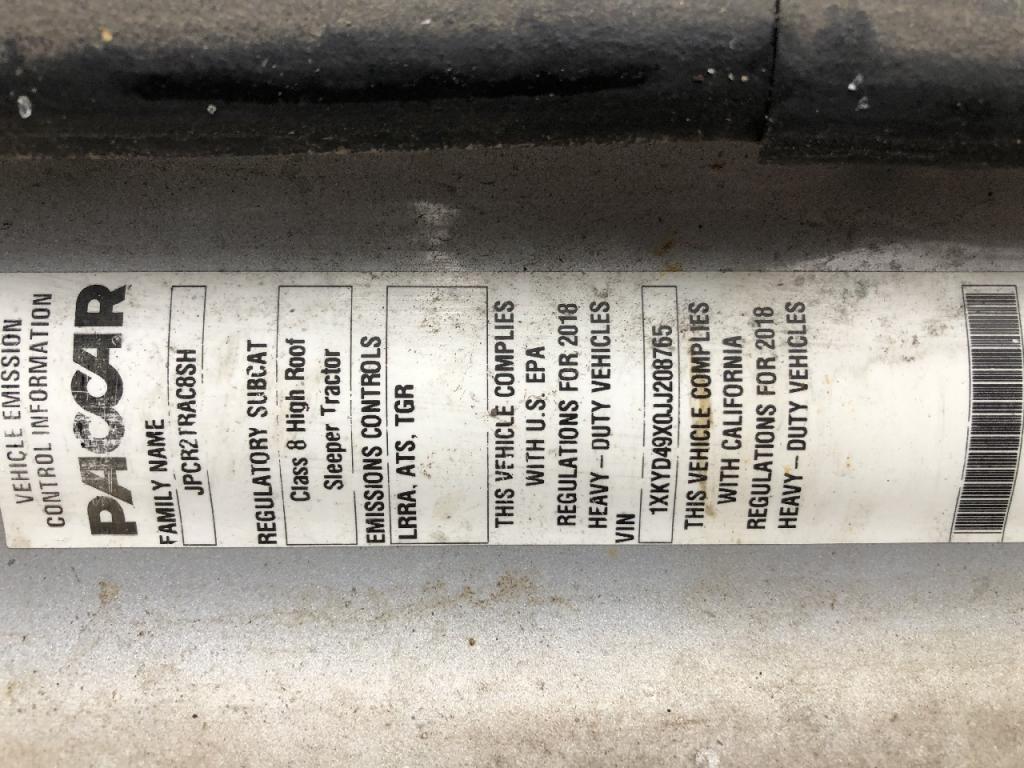 VEHICLE EMISSION
CONTROL INFORMATION
PACCAR
FAMILY NAME
JPCR2TRAC8SH
REGULATORY SUBCAT
Class 8 High Roof
Sleeper Tractor
EMISSIONS CONTROLS
LRRA, ATS, TGR
THIS VEHICLE COMPLIES
WITH U.S. EPA
REGULATIONS FOR 2018
HEAVY-DUTY VEHICLES
VIN
1XKYD49X0JJ208765
THIS VEHICLE COMPLIES
WITH CALIFORNIA
REGULATIONS FOR 2018
HEAVY-DUTY VEHICLES